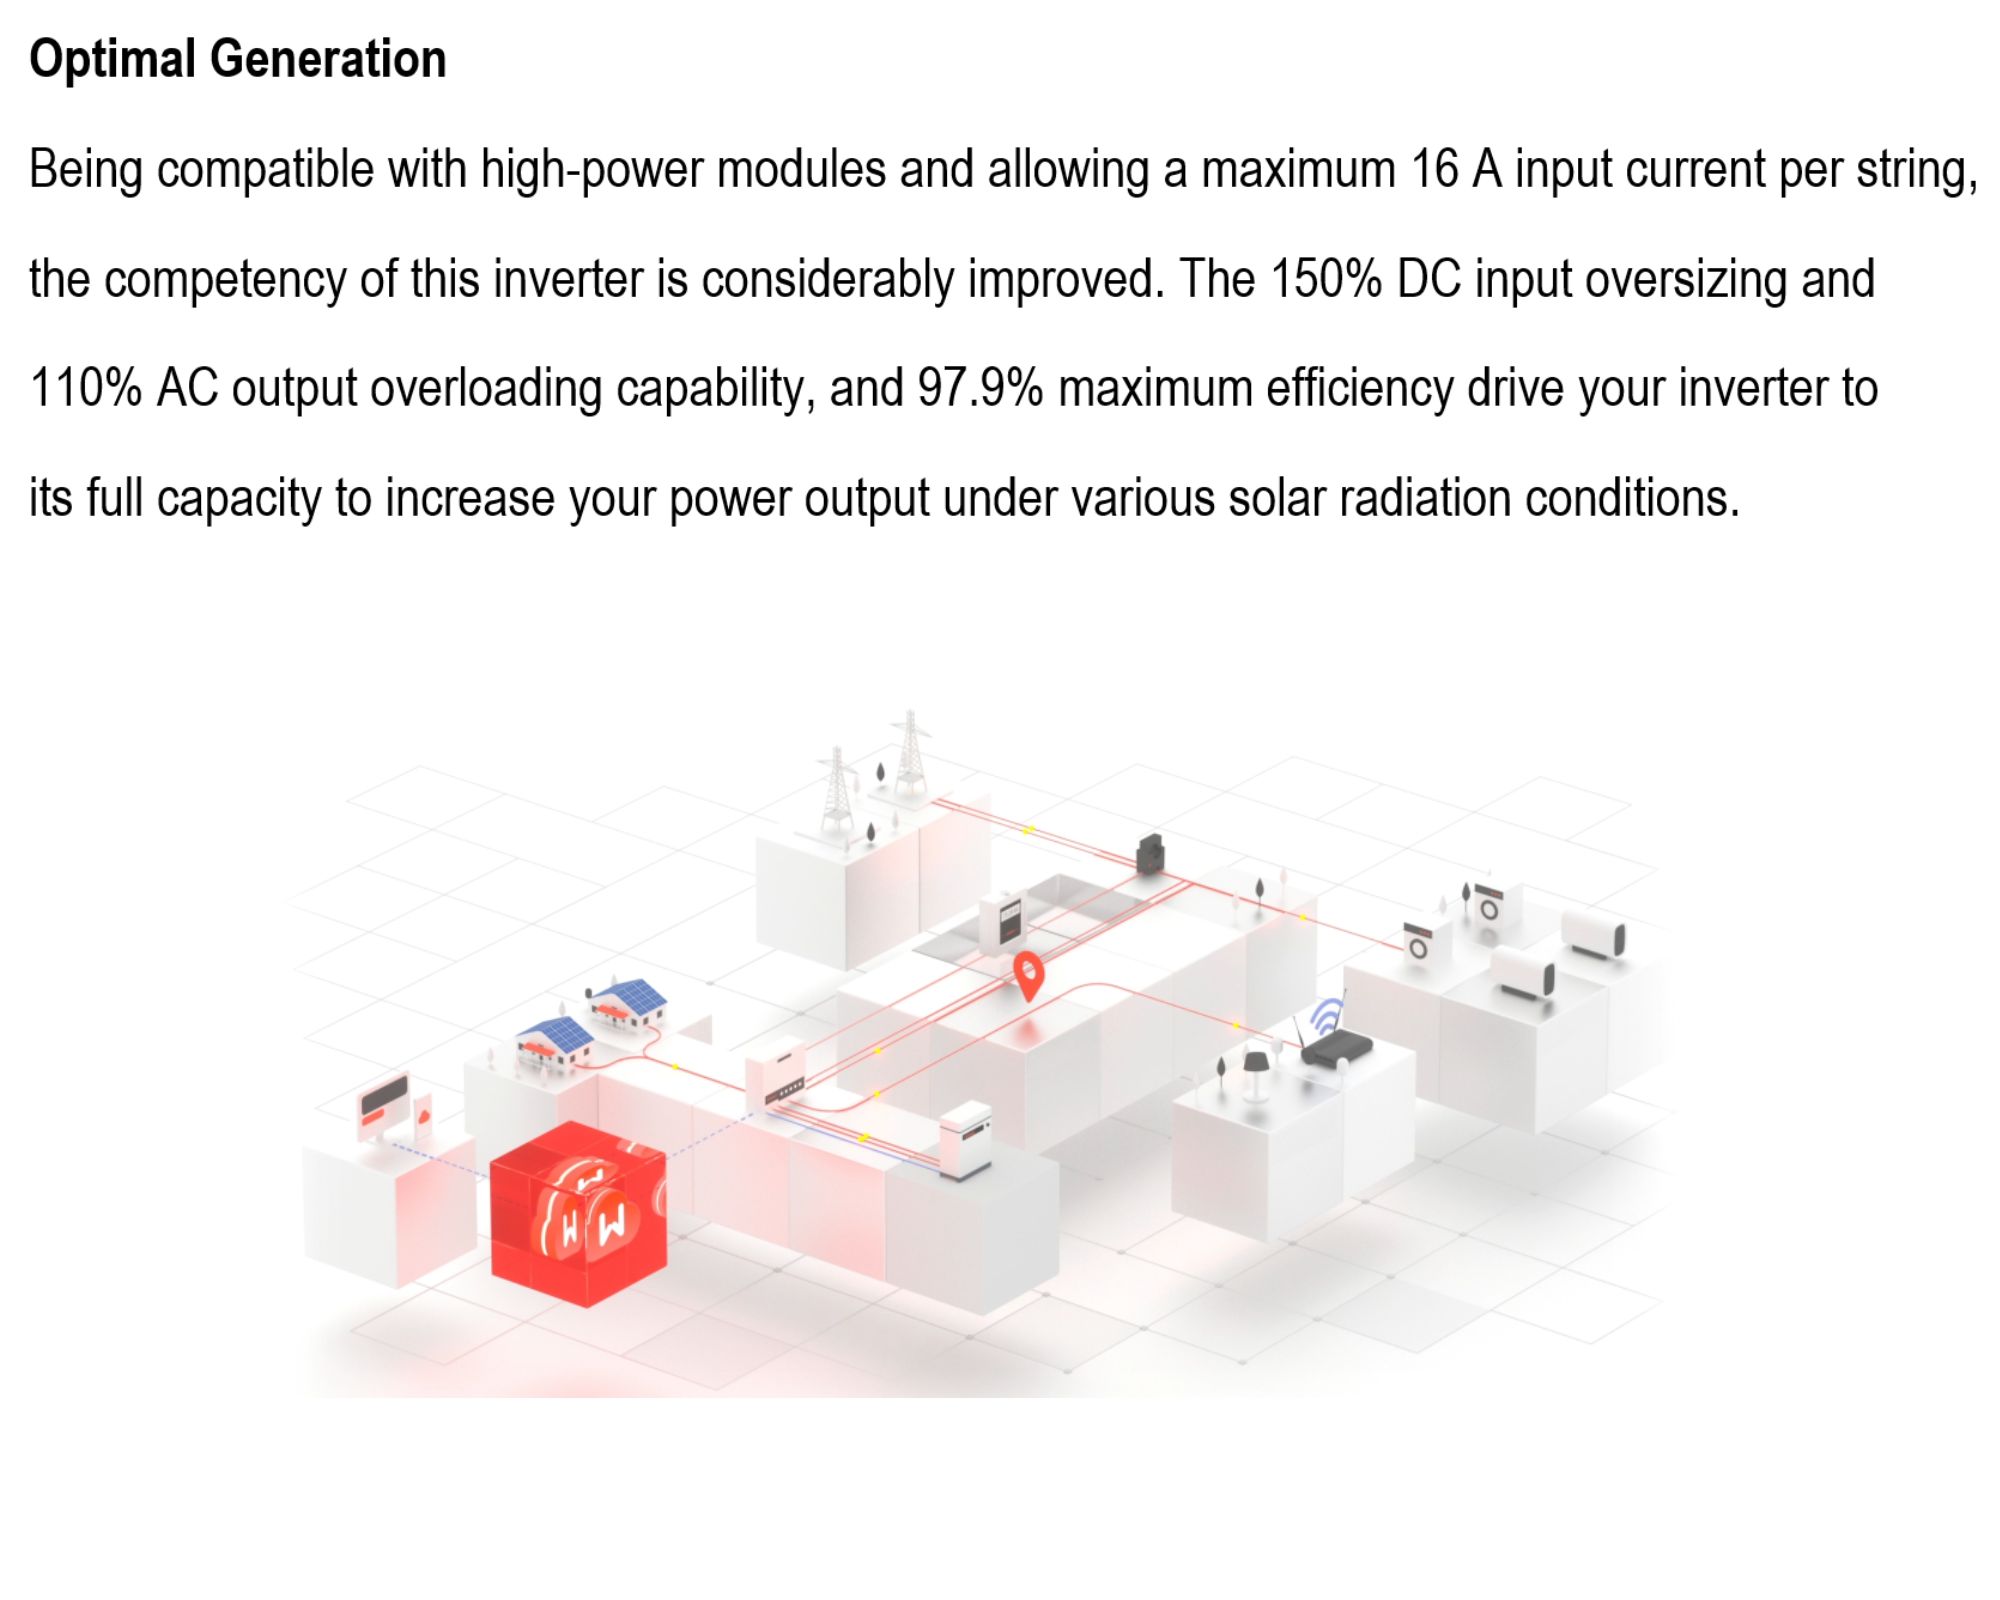 Optimal Generation
Being compatible with high-power modules and allowing a maximum 16 A input current per string,
the competency of this inverter is considerably improved. The 150% DC input oversizing and
110% AC output overloading capability, and 97.9% maximum efficiency drive your inverter to
its full capacity to increase your power output under various solar radiation conditions.